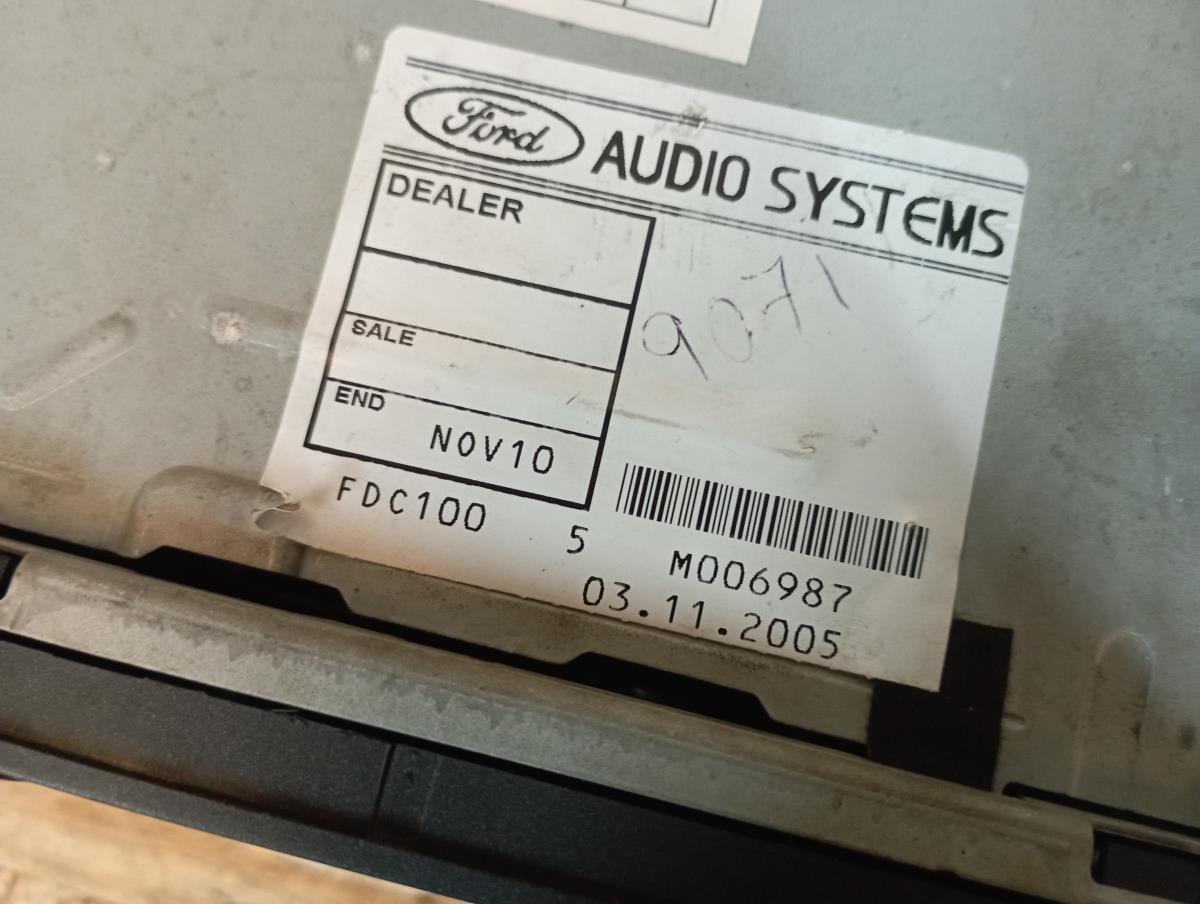 Ford AUDIO SYSTEMS
DEALER
9071
SALE
END
NOV10
FDC100 5 M006987
03.11.2005